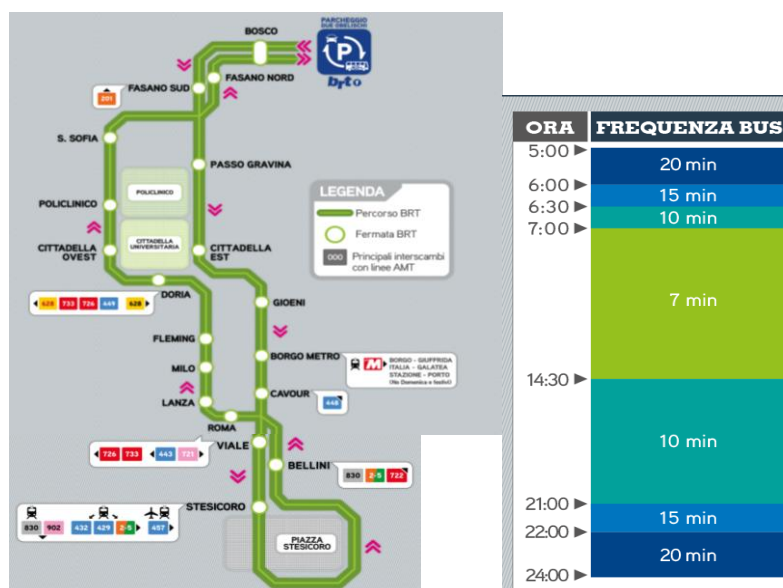 PARCHEGGIO
DUE OBELISCHI
P
brt
BOSCO
FASANO NORD
FASANO SUD
201
S. SOFIA
PASSO GRAVINA
POLICLINICO
POLICLINICO
CITTADELLA
UNIVERSITARIA
CITTADELLA
OVEST
CITTADELLA
EST
DORIA
628 733 726 449 628
GIOENI
FLEMING
BORGO METRO
M BORGO - GIUFFRIDA
ITALIA - GALATEA
STAZIONE - PORTO
(No Domenica e festivi)
MILO
LANZA
CAVOUR
448
ROMA
VIALE
726 733 443 721
BELLINI
830 2-5 722
STESICORO
830 902 432 429 2-5 457
PIAZZA
STESICORO
LEGENDA
Percorso BRT
Fermata BRT
000 Principali interscambi
con linee AMT
ORA FREQUENZA BUS
5:00
20 min
6:00
15 min
6:30
10 min
7:00
7 min
14:30
10 min
21:00
15 min
22:00
20 min
24:00